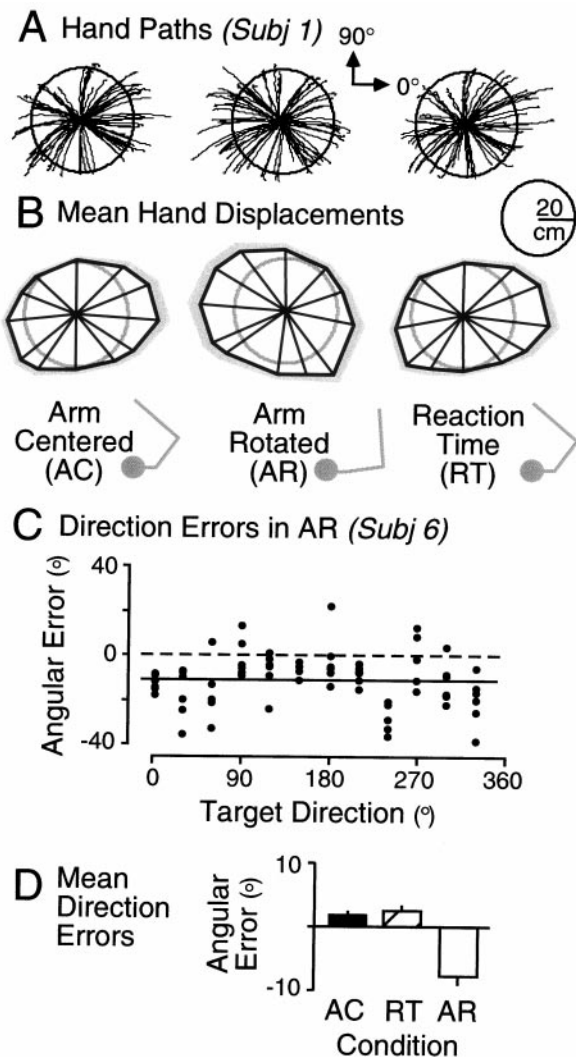 A Hand Paths (Subj 1)
90°
0°
B Mean Hand Displacements
20
cm
Arm
Centered
(AC)
Arm
Rotated
(AR)
Reaction
Time
(RT)
C Direction Errors in AR (Subj 6)
Angular Error (°)
40
0
-40
0 90 180 270 360
Target Direction (°)
D Mean
Direction
Errors
Angular
Error (°)
10
-10
AC RT AR
Condition